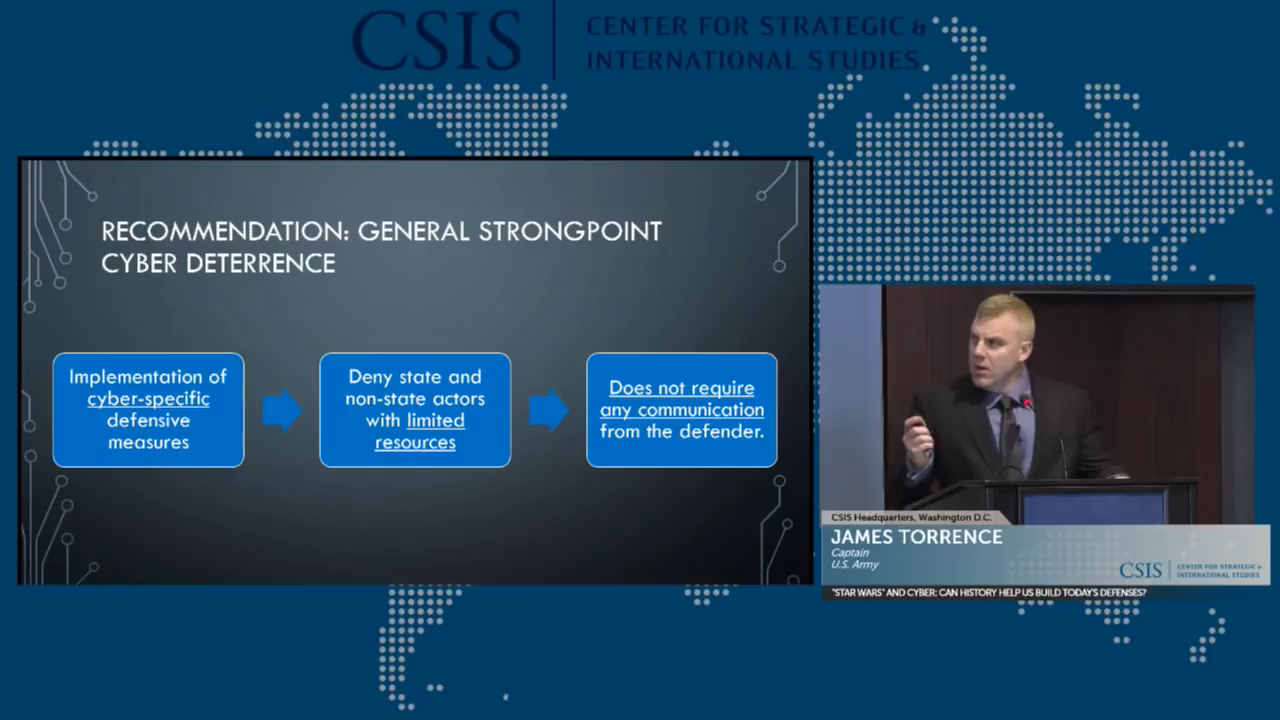 CSIS
CENTER FOR STRATEGIC &
INTERNATIONAL STUDIES
RECOMMENDATION: GENERAL STRONGPOINT
CYBER DETERRENCE
Implementation of
cyber-specific
defensive
measures
Deny state and
non-state actors
with limited
resources
Does not require
any communication
from the defender.
CSIS Headquarters, Washington D.C.
JAMES TORRENCE
Captain
U.S. Army
CSIS
CENTER FOR STRATEGIC &
INTERNATIONAL STUDIES
"STAR WARS" AND CYBER: CAN HISTORY HELP US BUILD TODAY'S DEFENSES?